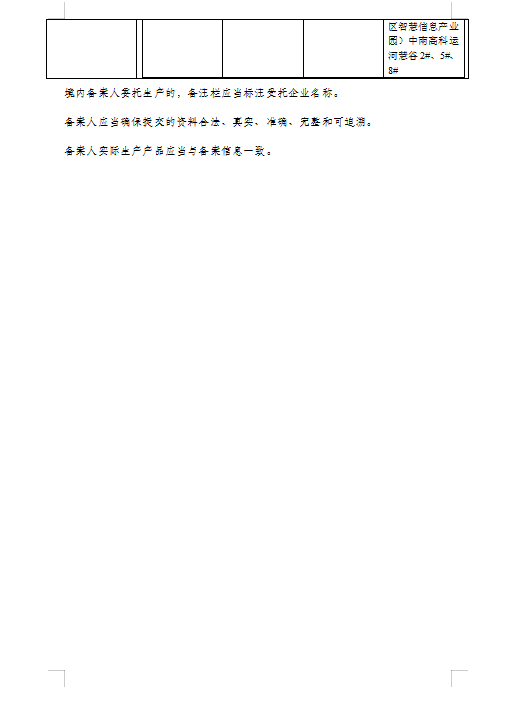 区智慧信息产业
园）中南高科运
河慧谷 2#、5#、
8#
境内备案人委托生产的，备注栏应当标注受托企业名称。
备案人应当确保提交的资料合法、真实、准确、完整和可追溯。
备案人实际生产产品应当与备案信息一致。